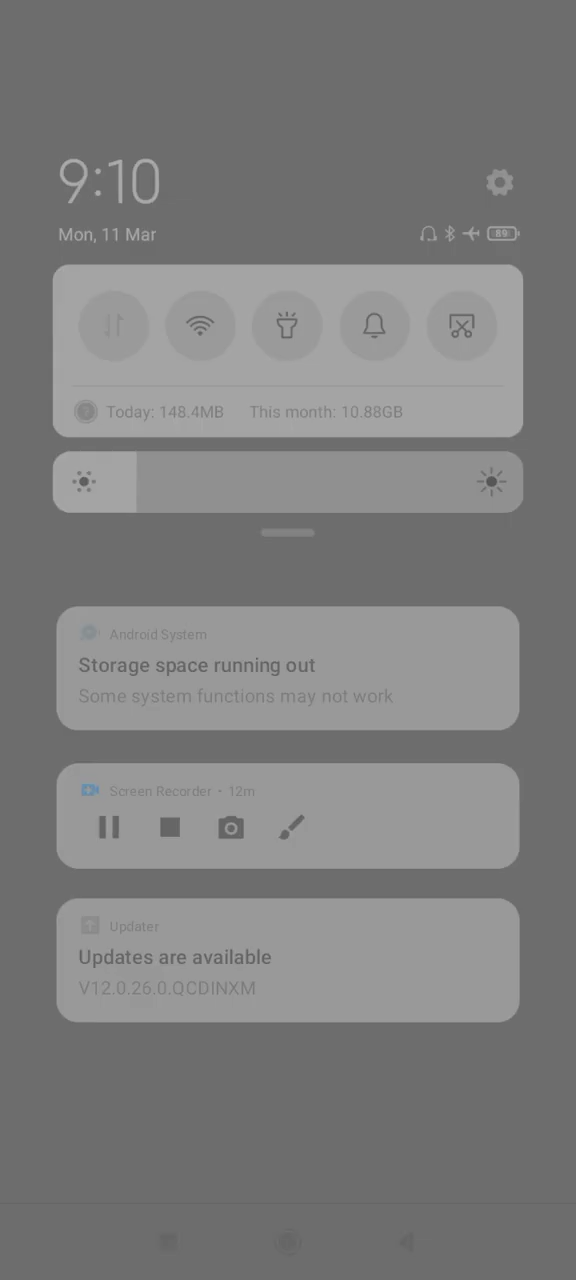 9:10
Mon, 11 Mar
89
Today: 148.4MB This month: 10.88GB
Android System
Storage space running out
Some system functions may not work
Screen Recorder • 12m
Updater
Updates are available
V12.0.26.0.QCDINXM